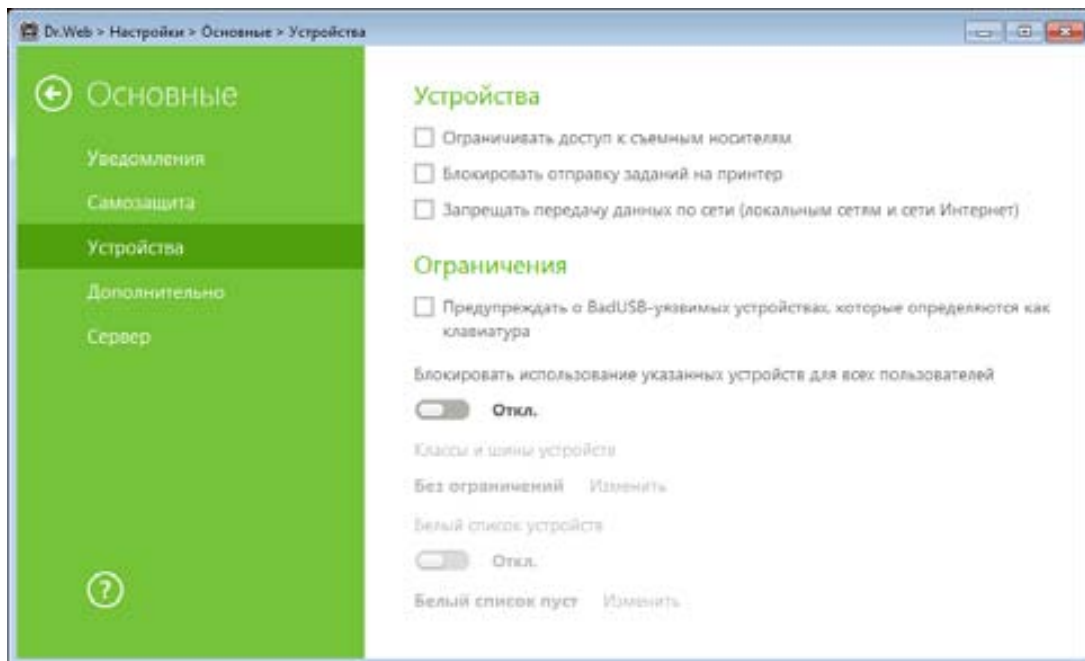 Dr.Web > Настройки > Основные > Устройства
Основные
Уведомления
Самозащита
Устройства
Дополнительно
Сервер
?
Устройства
Ограничивать доступ к съемным носителям
Блокировать отправку заданий на принтер
Запрещать передачу данных по сети (локальным сетям и сети Интернет)
Ограничения
Предупреждать о BadUSB-уязвимых устройствах, которые определяются как
клавиатура
Блокировать использование указанных устройств для всех пользователей
Откл.
Классы и шины устройств
Без ограничений Изменить
Белый список устройств
Откл.
Белый список пуст Изменить